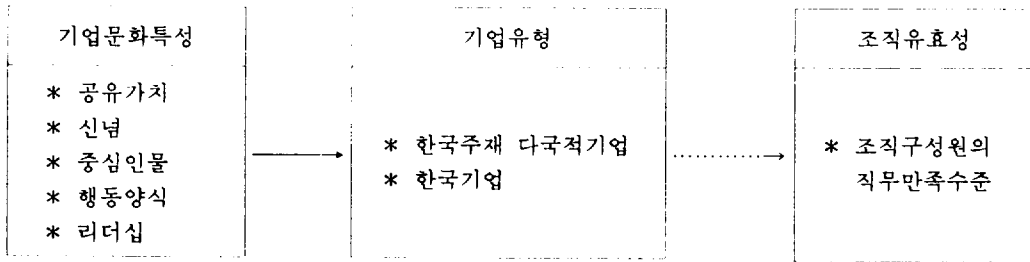 기업문화특성
* 공유가치
* 신념
* 중심인물
* 행동양식
* 리더십
기업유형
* 한국주재 다국적기업
* 한국기업
조직유효성
* 조직구성원의
직무만족수준